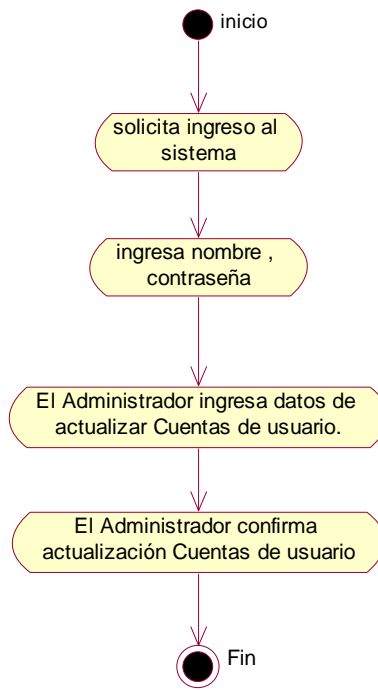 inicio
solicita ingreso al
sistema
ingresa nombre ,
contraseña
El Administrador ingresa datos de
actualizar Cuentas de usuario.
El Administrador confirma
actualización Cuentas de usuario
Fin